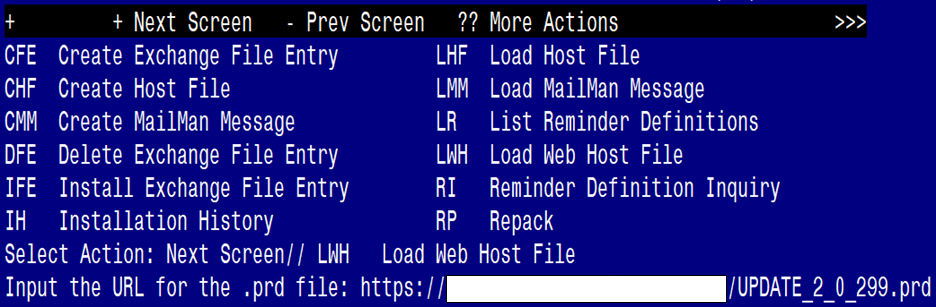 + + Next Screen - Prev Screen ?? More Actions >>>
CFE Create Exchange File Entry LHF Load Host File
CHF Create Host File LMM Load MailMan Message
CMM Create MailMan Message LR List Reminder Definitions
DFE Delete Exchange File Entry LWH Load Web Host File
IFE Install Exchange File Entry RI Reminder Definition Inquiry
IH Installation History RP Repack
Select Action: Next Screen// LWH Load Web Host File
Input the URL for the .prd file: https:// /UPDATE_2_0_299.prd